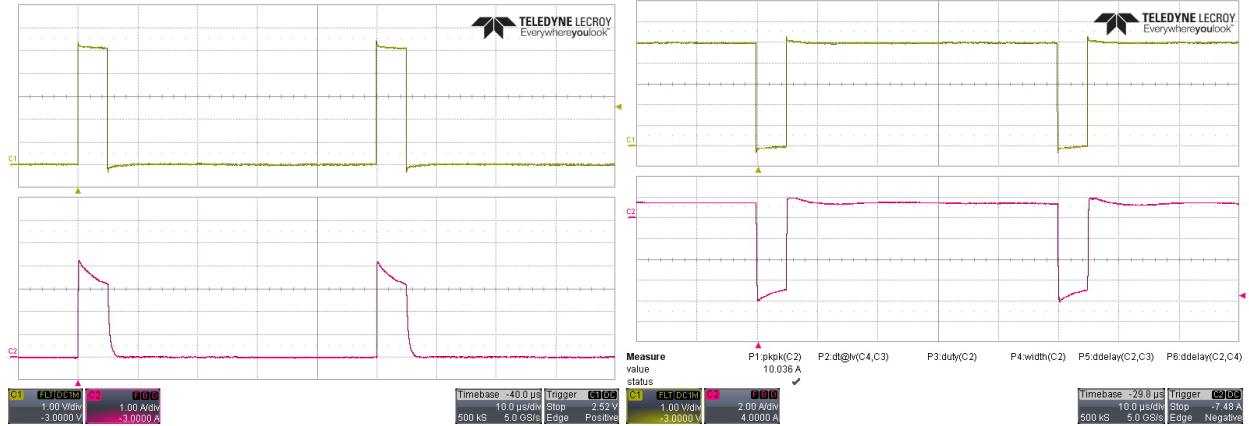 TELEDYNE LECROY
Everywhereyoulook™
C1
C2
C1 FLT DC1M
1.00 V/div
-3.0000 V
C2 F B D
1.00 A/div
-3.0000 A
Timebase -40.0 µs
10.0 µs/div
500 kS 5.0 GS/s
Trigger C1 DC
Stop 2.52 V
Edge Positive
TELEDYNE LECROY
Everywhereyoulook™
C1
C2
Measure P1:pkpk(C2) P2:dt@lv(C4,C3) P3:duty(C2) P4:width(C2) P5:ddelay(C2,C3) P6:ddelay(C2,C4)
value 10.036 A
status ✓
C1 FLT DC1M
1.00 V/div
-3.0000 V
C2 F B D
2.00 A/div
4.0000 A
Timebase -29.8 µs
10.0 µs/div
500 kS 5.0 GS/s
Trigger C2 DC
Stop -7.48 A
Edge Negative